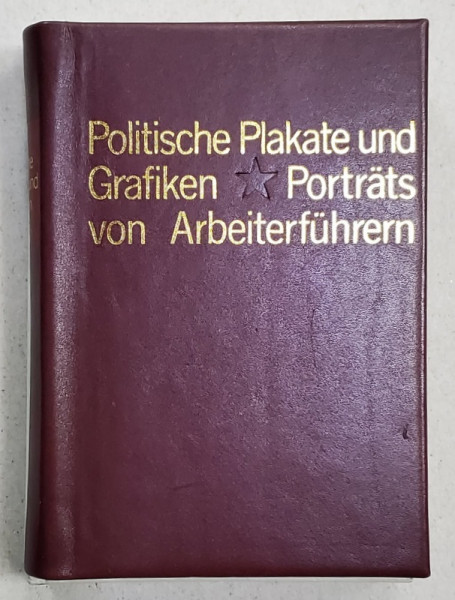 Politische Plakate und
Grafiken ☆ Porträts
von Arbeiterführern